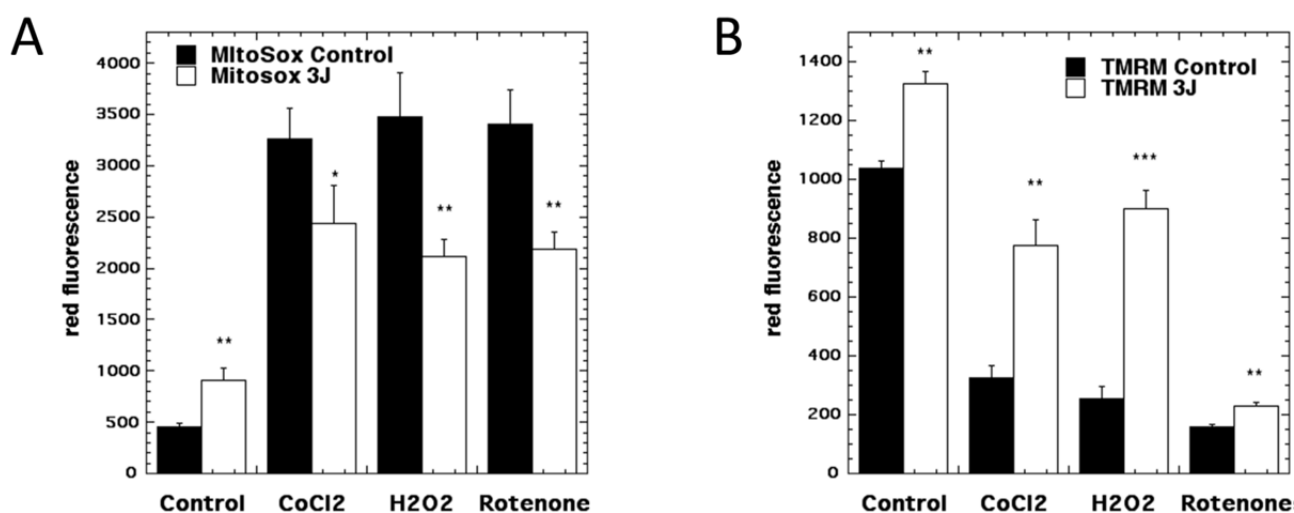 A
MItoSox Control
Mitosox 3J
4000
3500
3000
2500
2000
1500
1000
500
0
red fluorescence
**
*
**
**
Control
CoCl2
H2O2
Rotenone
B
TMRM Control
TMRM 3J
1400
1200
1000
800
600
400
200
0
red fluorescence
**
**
***
**
Control
CoCl2
H2O2
Rotenone